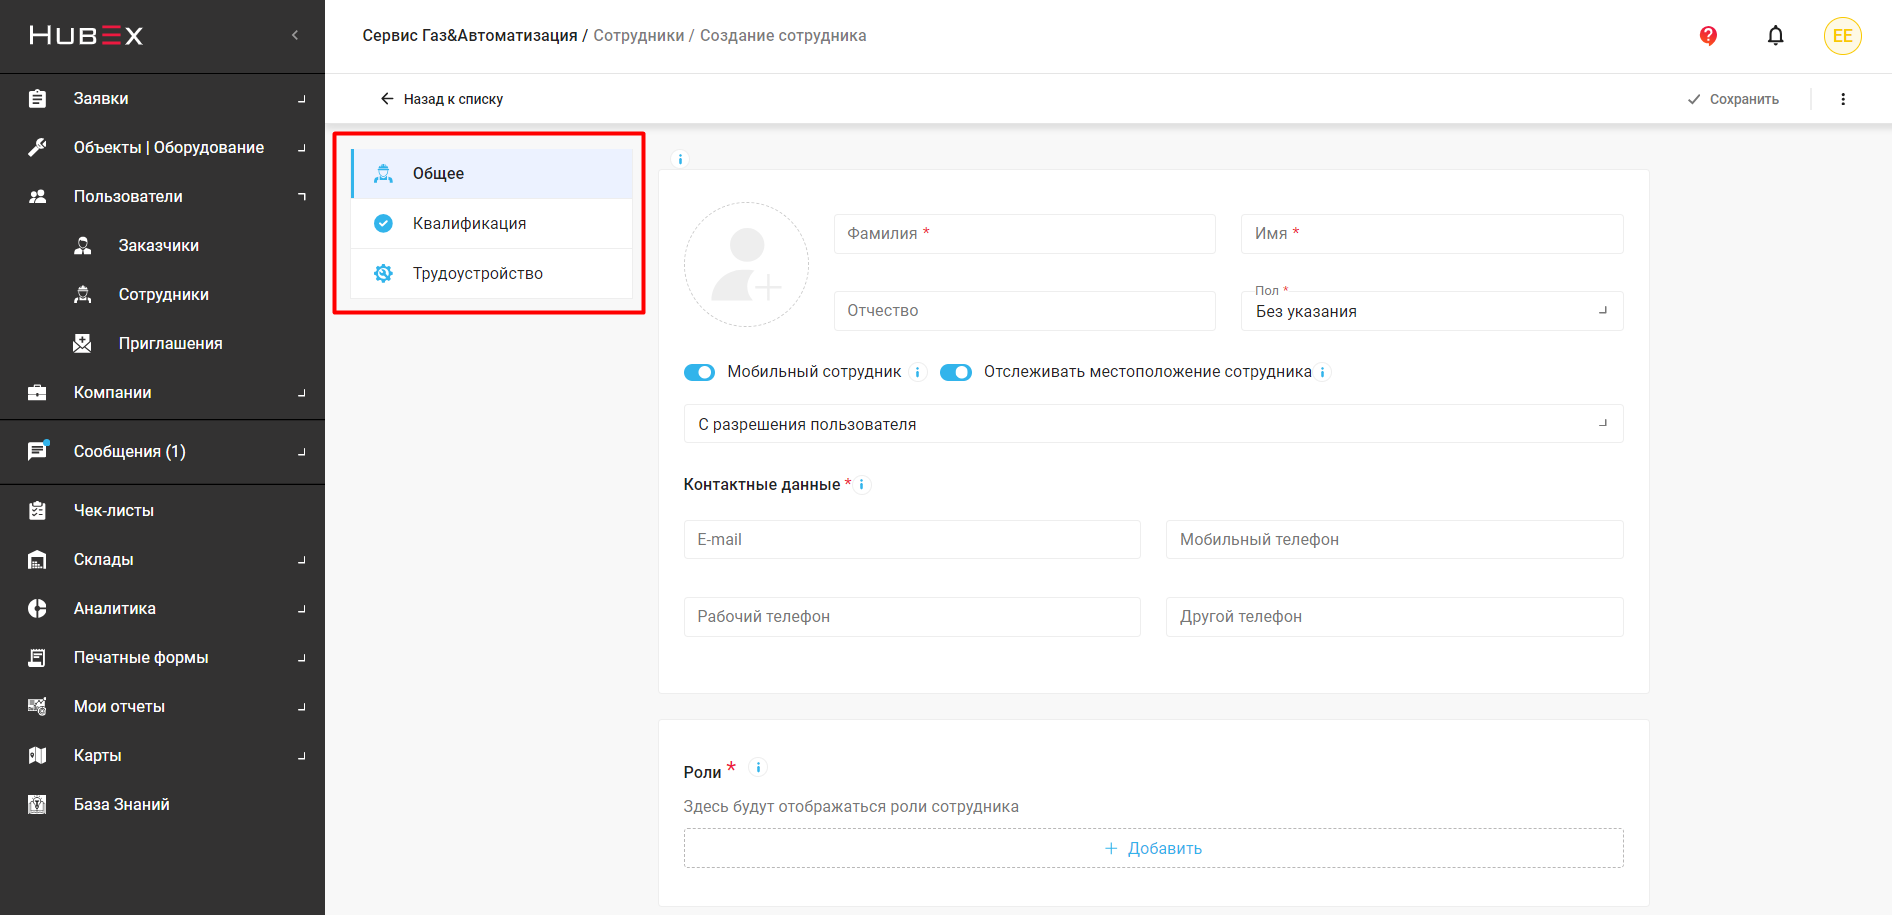 HUBEX
Сервис Газ&Автоматизация / Сотрудники / Создание сотрудника
EE
Назад к списку
Сохранить
Заявки
Объекты | Оборудование
Пользователи
Заказчики
Сотрудники
Приглашения
Компании
Сообщения (1)
Чек-листы
Склады
Аналитика
Печатные формы
Мои отчеты
Карты
База Знаний
Общее
Квалификация
Трудоустройство
Фамилия *
Имя *
Отчество
Пол *
Без указания
Мобильный сотрудник
Отслеживать местоположение сотрудника
С разрешения пользователя
Контактные данные *
E-mail
Мобильный телефон
Рабочий телефон
Другой телефон
Роли *
Здесь будут отображаться роли сотрудника
+ Добавить